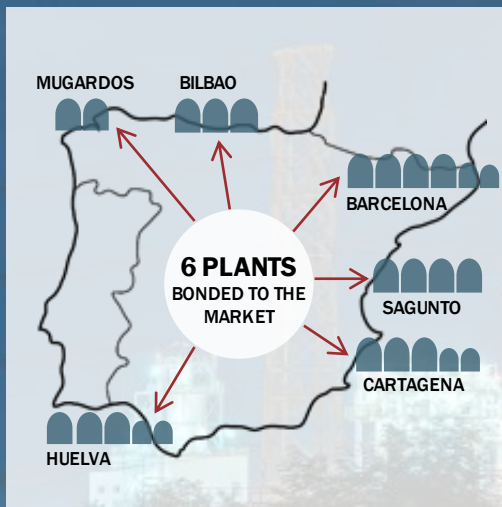 MUGARDOS
BILBAO
BARCELONA
6 PLANTS
BONDED TO THE
MARKET
SAGUNTO
CARTAGENA
HUELVA